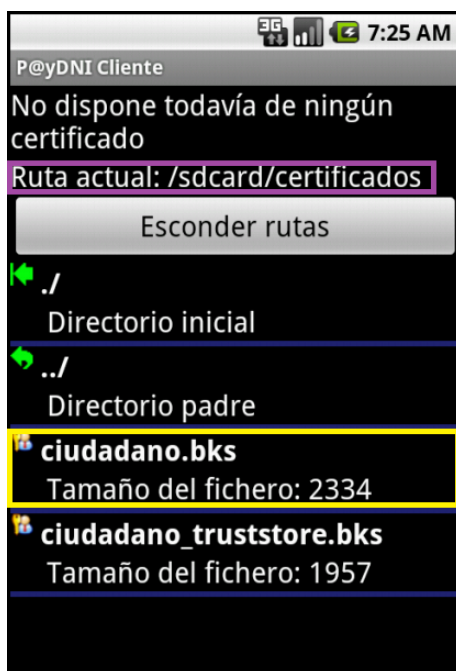 3G 7:25 AM
P@yDNI Cliente
No dispone todavía de ningún
certificado
Ruta actual: /sdcard/certificados
Esconder rutas
./
Directorio inicial
../
Directorio padre
ciudadano.bks
Tamaño del fichero: 2334
ciudadano_truststore.bks
Tamaño del fichero: 1957